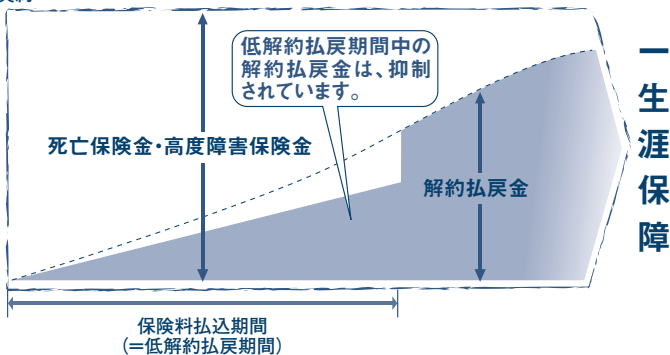 低解約払戻期間中の
解約払戻金は、抑制
されています。
死亡保険金・高度障害保険金
解約払戻金
一生涯保障
保険料払込期間
(=低解約払戻期間)